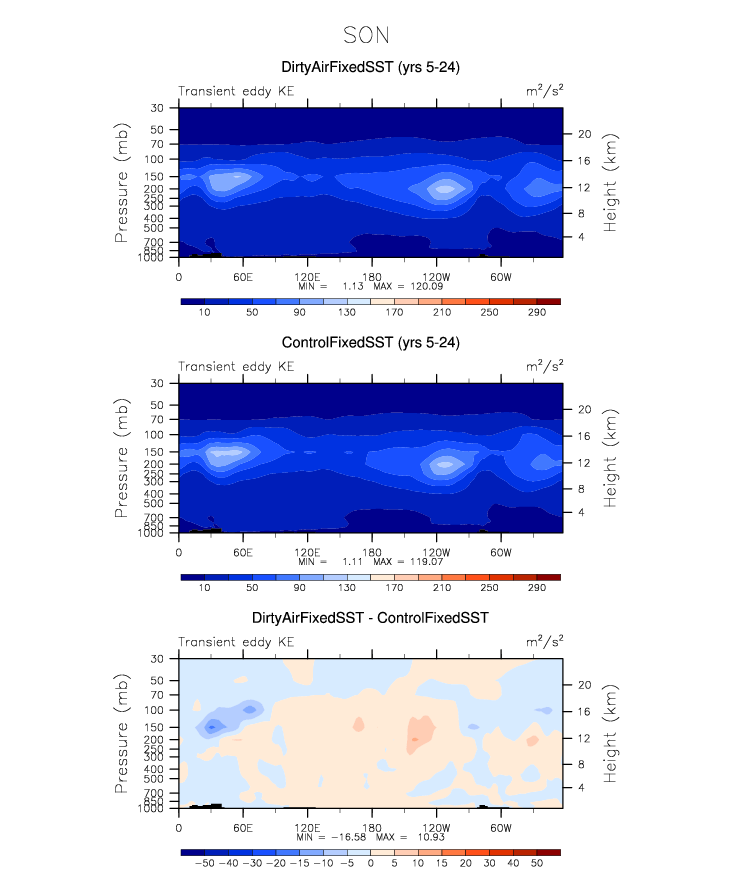 SON
DirtyAirFixedSST (yrs 5-24)
Transient eddy KE m²/s²
30
50
70
100
150
200
250
300
400
500
700
850
1000
Pressure (mb)
20
16
12
8
4
Height (km)
0 60E 120E 180 120W 60W
MIN = 1.13 MAX = 120.09
10 50 90 130 170 210 250 290
ControlFixedSST (yrs 5-24)
Transient eddy KE m²/s²
30
50
70
100
150
200
250
300
400
500
700
850
1000
Pressure (mb)
20
16
12
8
4
Height (km)
0 60E 120E 180 120W 60W
MIN = 1.11 MAX = 119.07
10 50 90 130 170 210 250 290
DirtyAirFixedSST - ControlFixedSST
Transient eddy KE m²/s²
30
50
70
100
150
200
250
300
400
500
700
850
1000
Pressure (mb)
20
16
12
8
4
Height (km)
0 60E 120E 180 120W 60W
MIN = -16.58 MAX = 10.93
-50 -40 -30 -20 -15 -10 -5 0 5 10 15 20 30 40 50